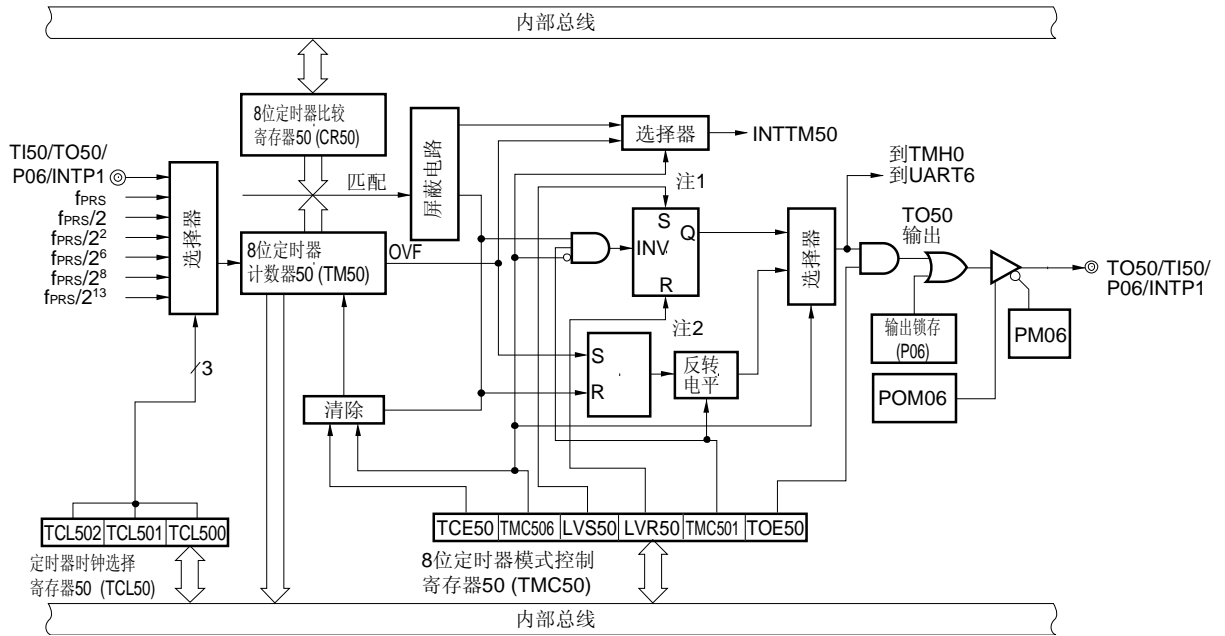 内部总线
8位定时器比较
寄存器50 (CR50)
TI50/TO50/
P06/INTP1
fPRS
fPRS/2
fPRS/2²
fPRS/2⁶
fPRS/2⁸
fPRS/2¹³
选择器
匹配
屏蔽电路
选择器
INTTM50
8位定时器
计数器50 (TM50)
OVF
注1
S
Q
INV
R
注2
选择器
到TMH0
到UART6
TO50
输出
TO50/TI50/
P06/INTP1
输出锁存
(P06)
PM06
POM06
S
R
反转
电平
3
清除
TCL502 TCL501 TCL500
定时器时钟选择
寄存器50 (TCL50)
TCE50 TMC506 LVS50 LVR50 TMC501 TOE50
8位定时器模式控制
寄存器50 (TMC50)
内部总线